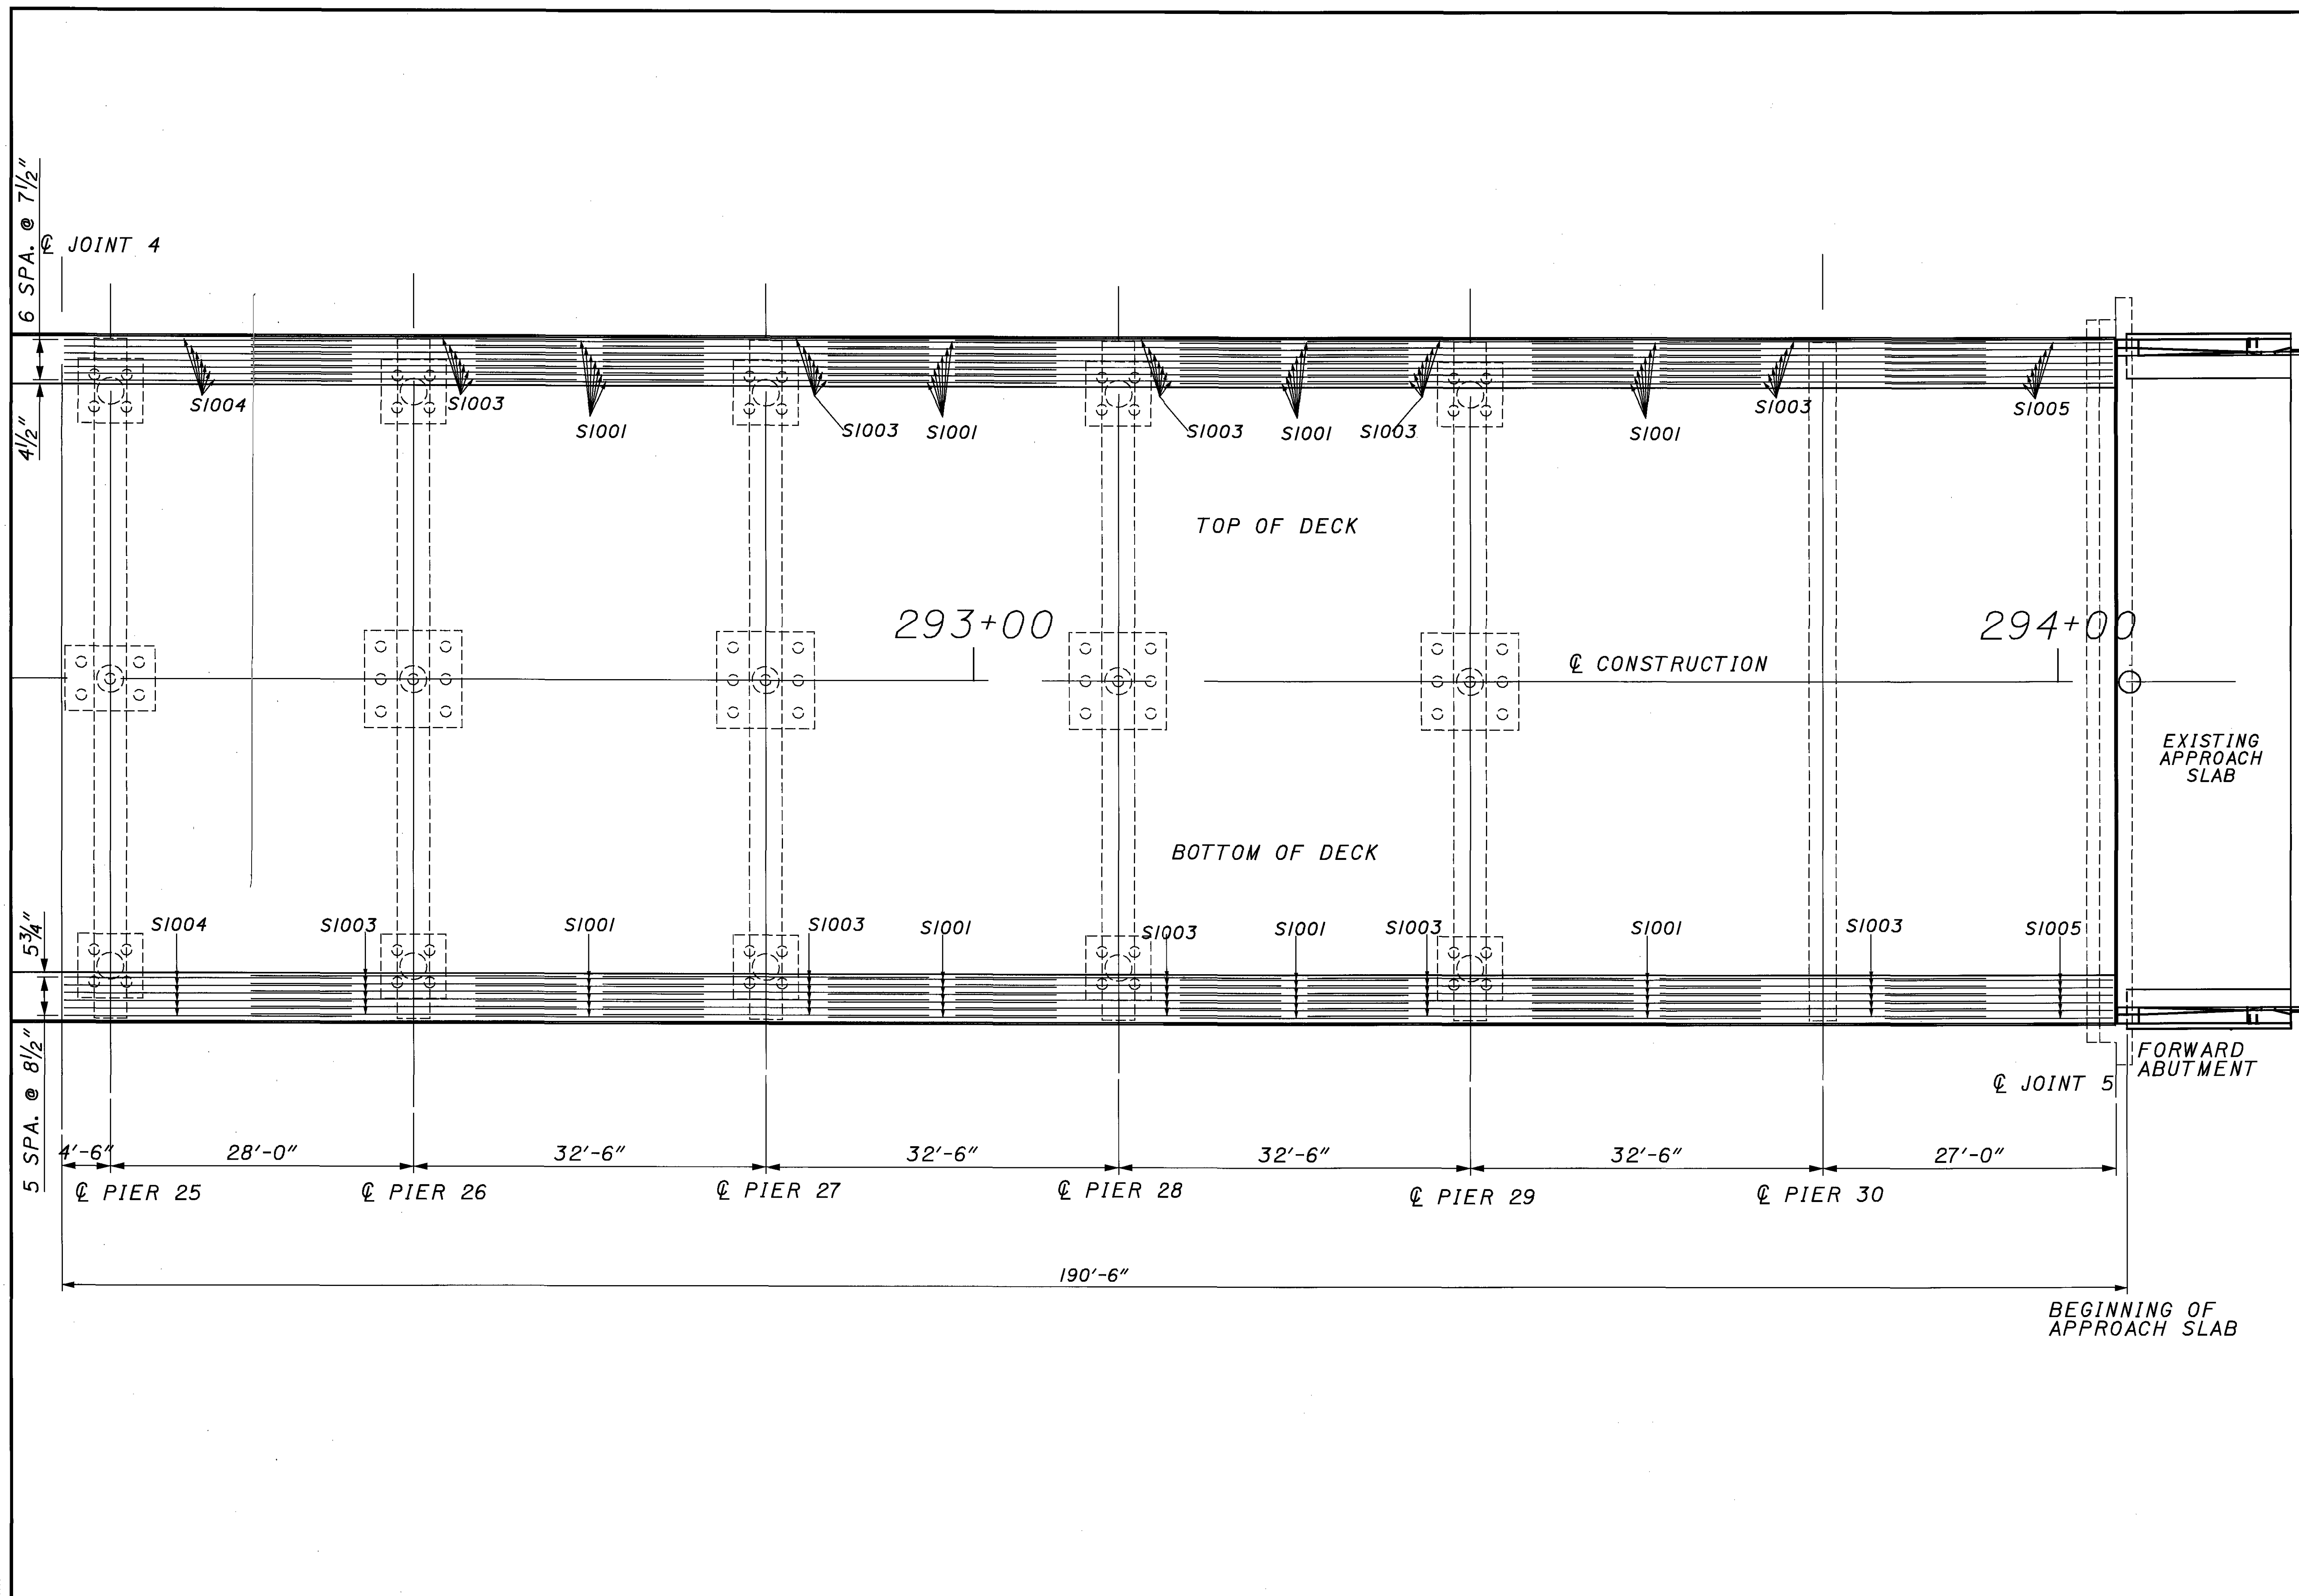 6 SPA. @ 7½"
℄ JOINT 4
4½"
S1004
S1003
S1001
S1003
S1001
S1003
S1001
S1003
S1001
S1003
S1005
TOP OF DECK
293+00
294+00
℄ CONSTRUCTION
EXISTING
APPROACH
SLAB
BOTTOM OF DECK
5¾"
S1004
S1003
S1001
S1003
S1001
S1003
S1001
S1003
S1001
S1003
S1005
5 SPA. @ 8½"
FORWARD
ABUTMENT
℄ JOINT 5
4'-6"
28'-0"
32'-6"
32'-6"
32'-6"
32'-6"
27'-0"
℄ PIER 25
℄ PIER 26
℄ PIER 27
℄ PIER 28
℄ PIER 29
℄ PIER 30
190'-6"
BEGINNING OF
APPROACH SLAB